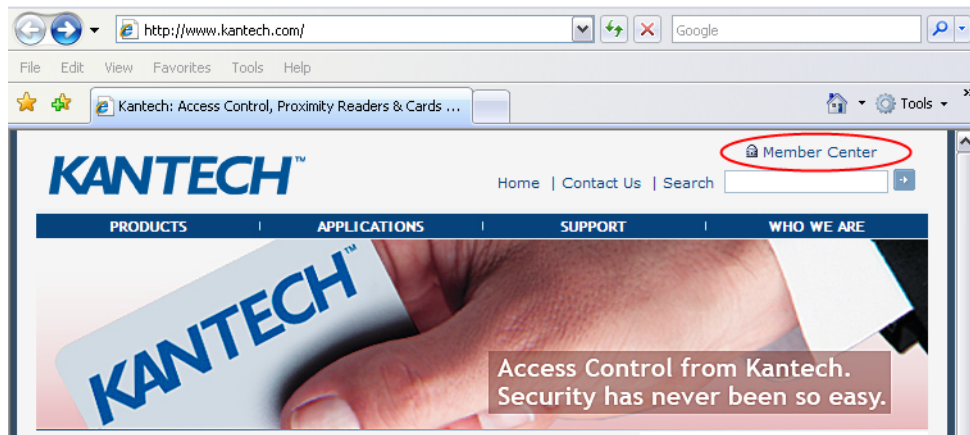 http://www.kantech.com/
Google
File Edit View Favorites Tools Help
Kantech: Access Control, Proximity Readers & Cards ...
Tools
»
KANTECH™
Member Center
Home | Contact Us | Search
PRODUCTS | APPLICATIONS | SUPPORT | WHO WE ARE
KANTECH™
Access Control from Kantech.
Security has never been so easy.